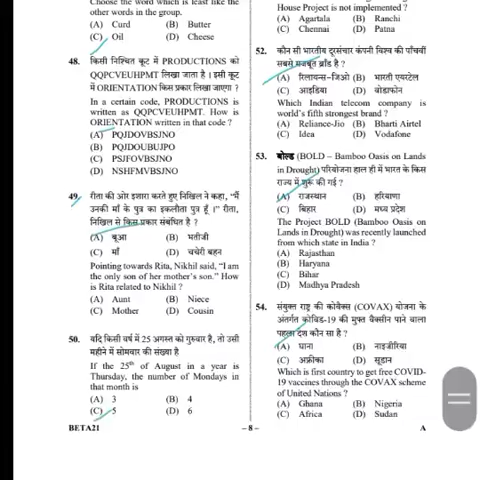 Choose the word which is least like the
other words in the group.
(A) Curd (B) Butter
(C) Oil (D) Cheese
48. किसी निश्चित कूट में PRODUCTIONS को
QQPCVEUHPMT लिखा जाता है । इसी कूट
में ORIENTATION किस प्रकार लिखा जाएगा ?
In a certain code, PRODUCTIONS is
written as QQPCVEUHPMT. How is
ORIENTATION written in that code ?
(A) PQJDOVBSJNO
(B) PQJDOUBUJPO
(C) PSJFOVBSJNO
(D) NSHFMVBSJNO
49. रीता की ओर इशारा करते हुए निखिल ने कहा, “मैं
उनकी माँ के पुत्र का इकलौता पुत्र हूँ ।” रीता,
निखिल से किस प्रकार संबंधित है ?
(A) बूआ (B) भतीजी
(C) माँ (D) चचेरी बहन
Pointing towards Rita, Nikhil said, “I am
the only son of her mother’s son.” How
is Rita related to Nikhil ?
(A) Aunt (B) Niece
(C) Mother (D) Cousin
50. यदि किसी वर्ष में 25 अगस्त को गुरुवार है, तो उसी
महीने में सोमवार की संख्या है
If the 25th of August in a year is
Thursday, the number of Mondays in
that month is
(A) 3 (B) 4
(C) 5 (D) 6
House Project is not implemented ?
(A) Agartala (B) Ranchi
(C) Chennai (D) Patna
52. कौन सी भारतीय दूरसंचार कंपनी विश्व की पाँचवीं
सबसे मजबूत ब्राँड है ?
(A) रिलायन्स-जिओ (B) भारती एयरटेल
(C) आइडिया (D) वोडाफोन
Which Indian telecom company is
world’s fifth strongest brand ?
(A) Reliance-Jio (B) Bharti Airtel
(C) Idea (D) Vodafone
53. बोल्ड (BOLD – Bamboo Oasis on Lands
in Drought) परियोजना हाल ही में भारत के किस
राज्य में शुरू की गई ?
(A) राजस्थान (B) हरियाणा
(C) बिहार (D) मध्य प्रदेश
The Project BOLD (Bamboo Oasis on
Lands in Drought) was recently launched
from which state in India ?
(A) Rajasthan
(B) Haryana
(C) Bihar
(D) Madhya Pradesh
54. संयुक्त राष्ट्र की कोवैक्स (COVAX) योजना के
अंतर्गत कोविड-19 की मुफ्त वैक्सीन पाने वाला
पहला देश कौन सा है ?
(A) घाना (B) नाइजीरिया
(C) अफ्रीका (D) सूडान
Which is first country to get free COVID-
19 vaccines through the COVAX scheme
of United Nations ?
(A) Ghana (B) Nigeria
(C) Africa (D) Sudan
BETA21 – 8 – A